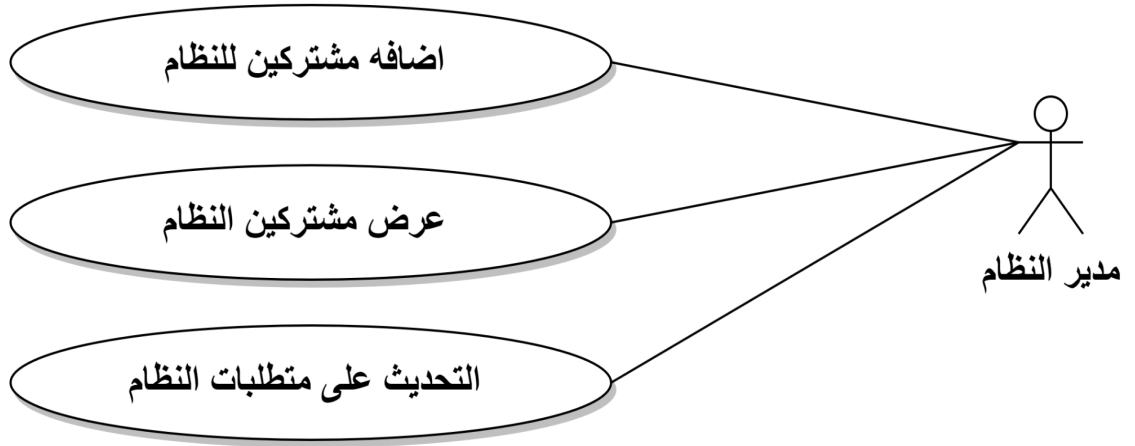 اضافه مشتركين للنظام
عرض مشتركين النظام
مدير النظام
التحديث على متطلبات النظام